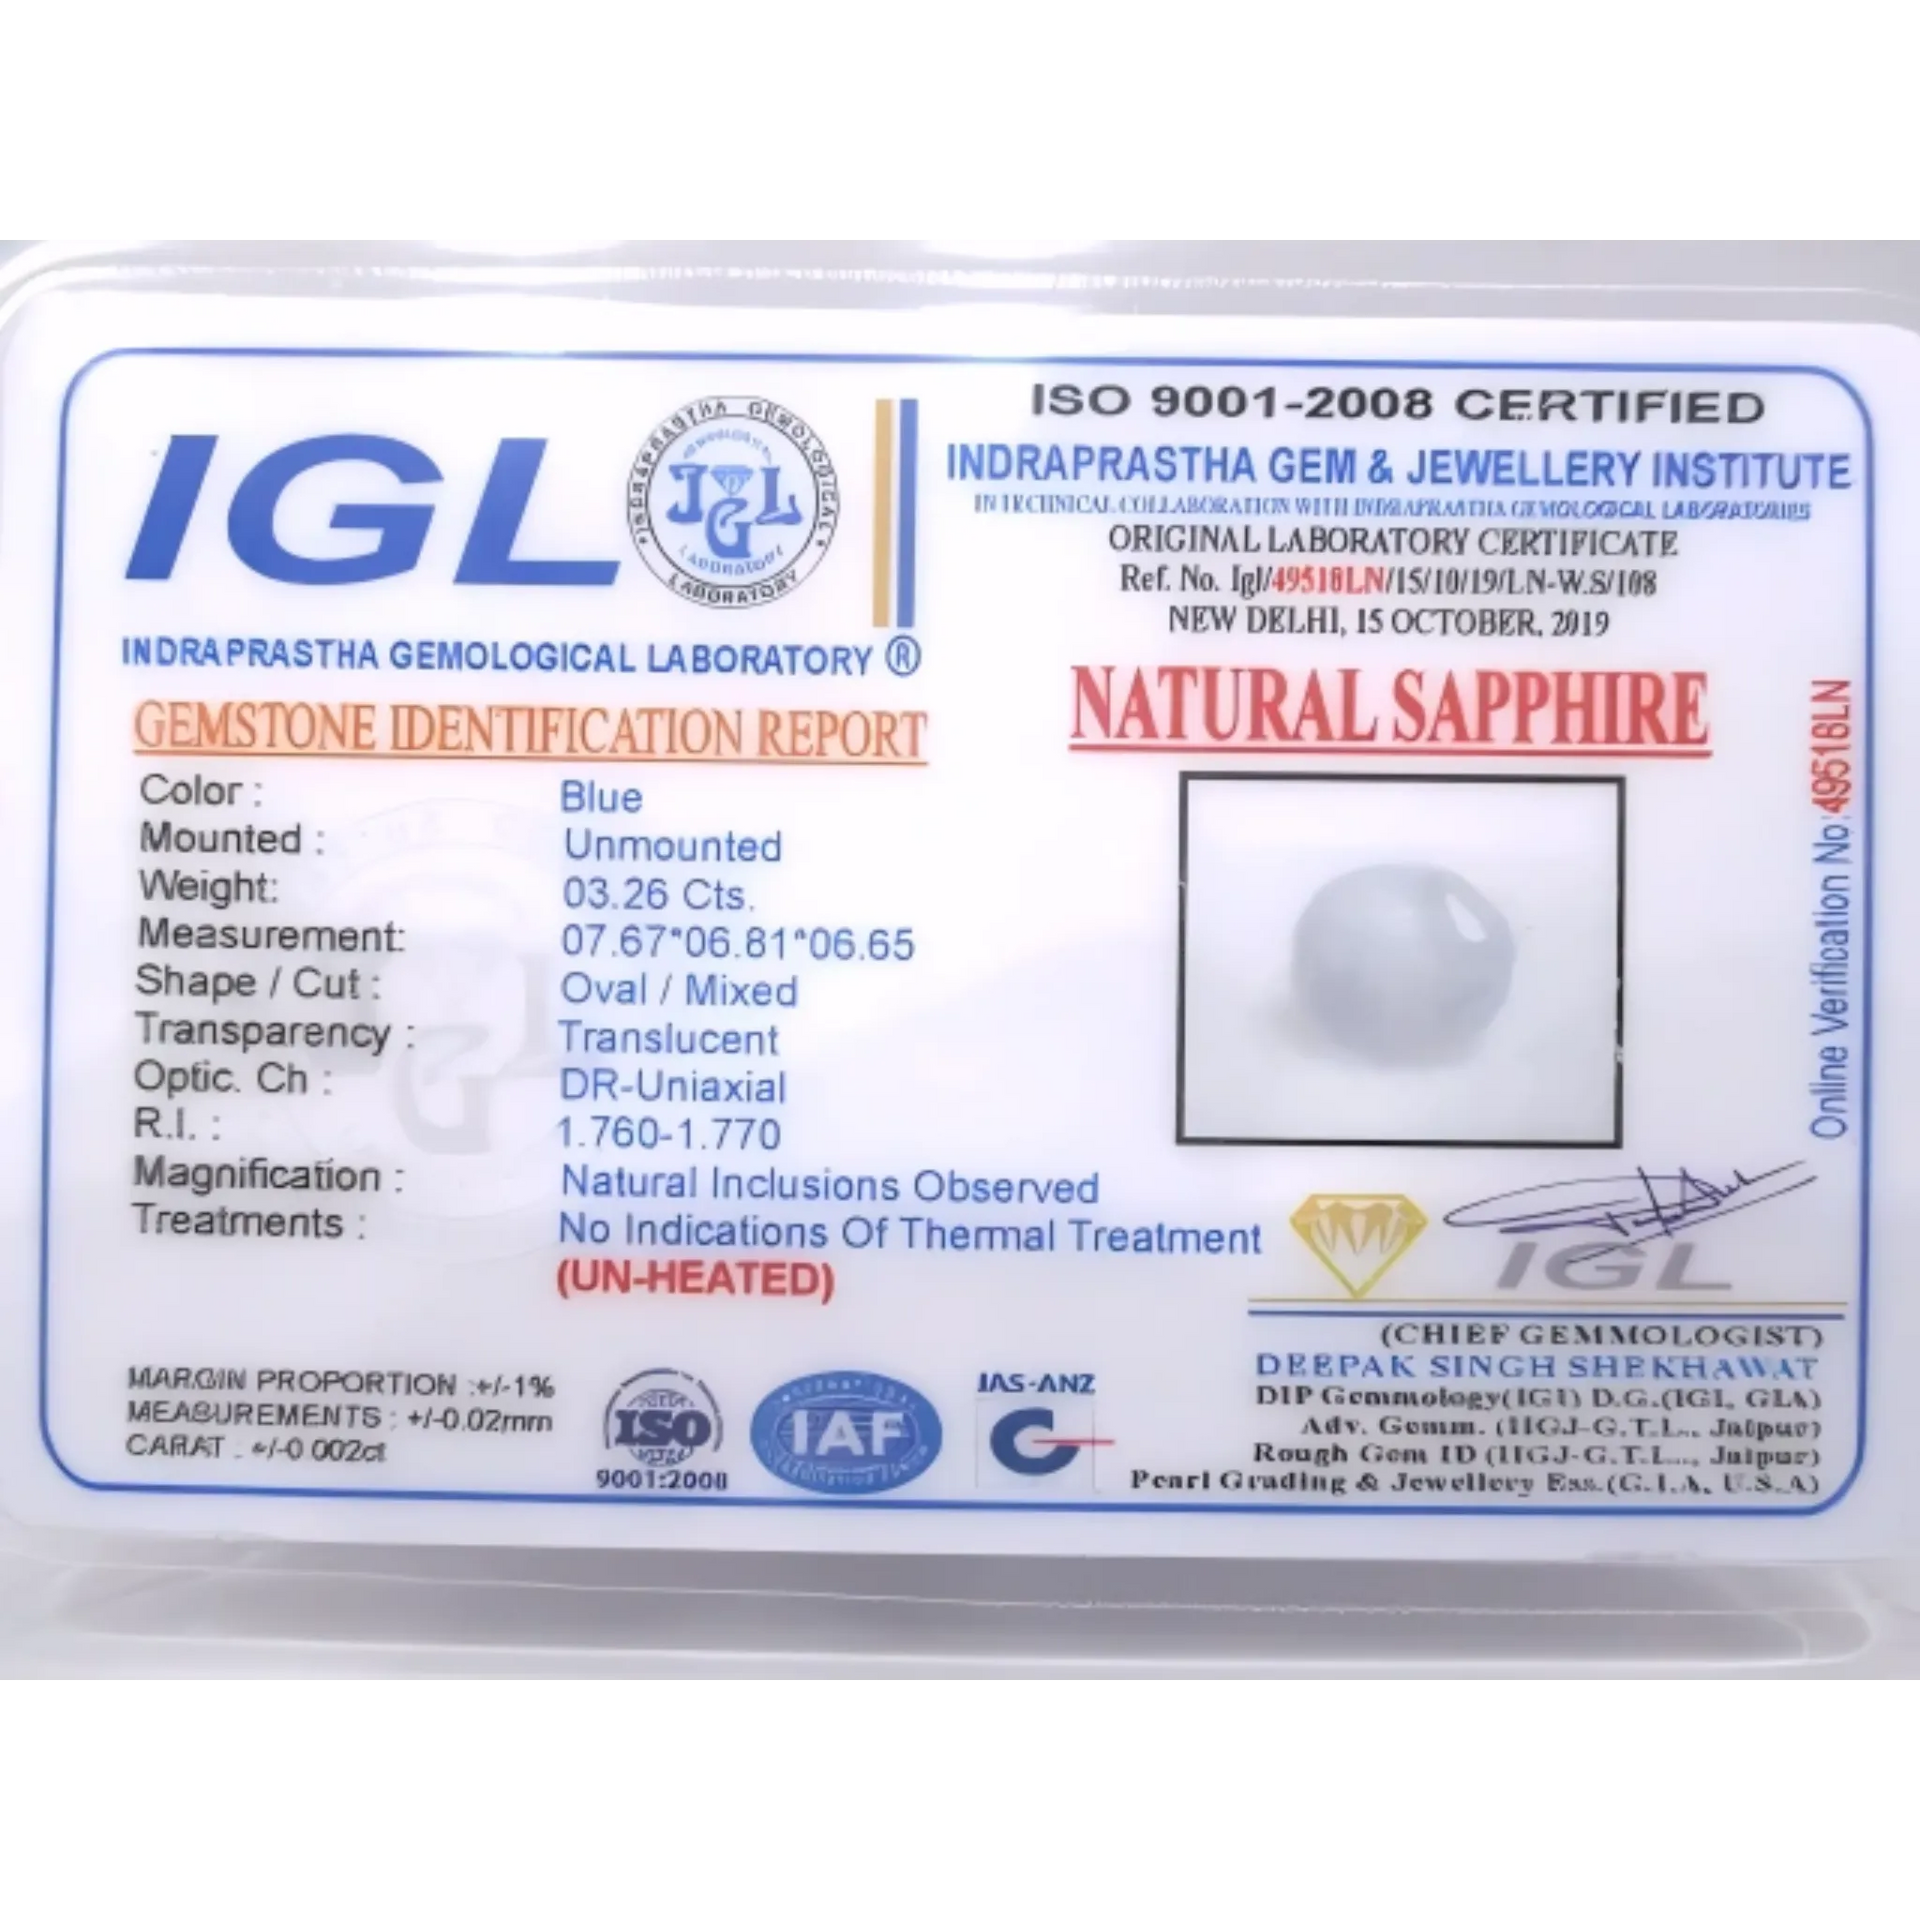 IGL
INDRAPRASTHA GEMOLOGICAL
LABORATORY
IGL
INDRAPRASTHA GEMOLOGICAL LABORATORY ®
GEMSTONE IDENTIFICATION REPORT
Color : Blue
Mounted : Unmounted
Weight: 03.26 Cts.
Measurement: 07.67*06.81*06.65
Shape / Cut : Oval / Mixed
Transparency : Translucent
Optic. Ch : DR-Uniaxial
R.I. : 1.760-1.770
Magnification : Natural Inclusions Observed
Treatments : No Indications Of Thermal Treatment
(UN-HEATED)
MARGIN PROPORTION :+/-1%
MEASUREMENTS : +/-0.02mm
CARAT : +/-0.002ct
ISO
9001:2008
IAF
JAS-ANZ
ISO 9001-2008 CERTIFIED
INDRAPRASTHA GEM & JEWELLERY INSTITUTE
IN TECHNICAL COLLABORATION WITH INDRAPRASTHA GEMOLOGICAL LABORATORIES
ORIGINAL LABORATORY CERTIFICATE
Ref. No. Igl/49518LN/15/10/19/LN-W.S/108
NEW DELHI, 15 OCTOBER, 2019
NATURAL SAPPHIRE
Online Verification No:49518LN
IGL
(CHIEF GEMMOLOGIST)
DEEPAK SINGH SHEKHAWAT
DIP Gemmology(IGI) D.G.(IGI, GLA)
Adv. Gemm. (IIGJ-G.T.L., Jaipur)
Rough Gem ID (IIGJ-G.T.L..., Jaipur)
Pearl Grading & Jewellery Ess.(G.I.A. U.S.A)